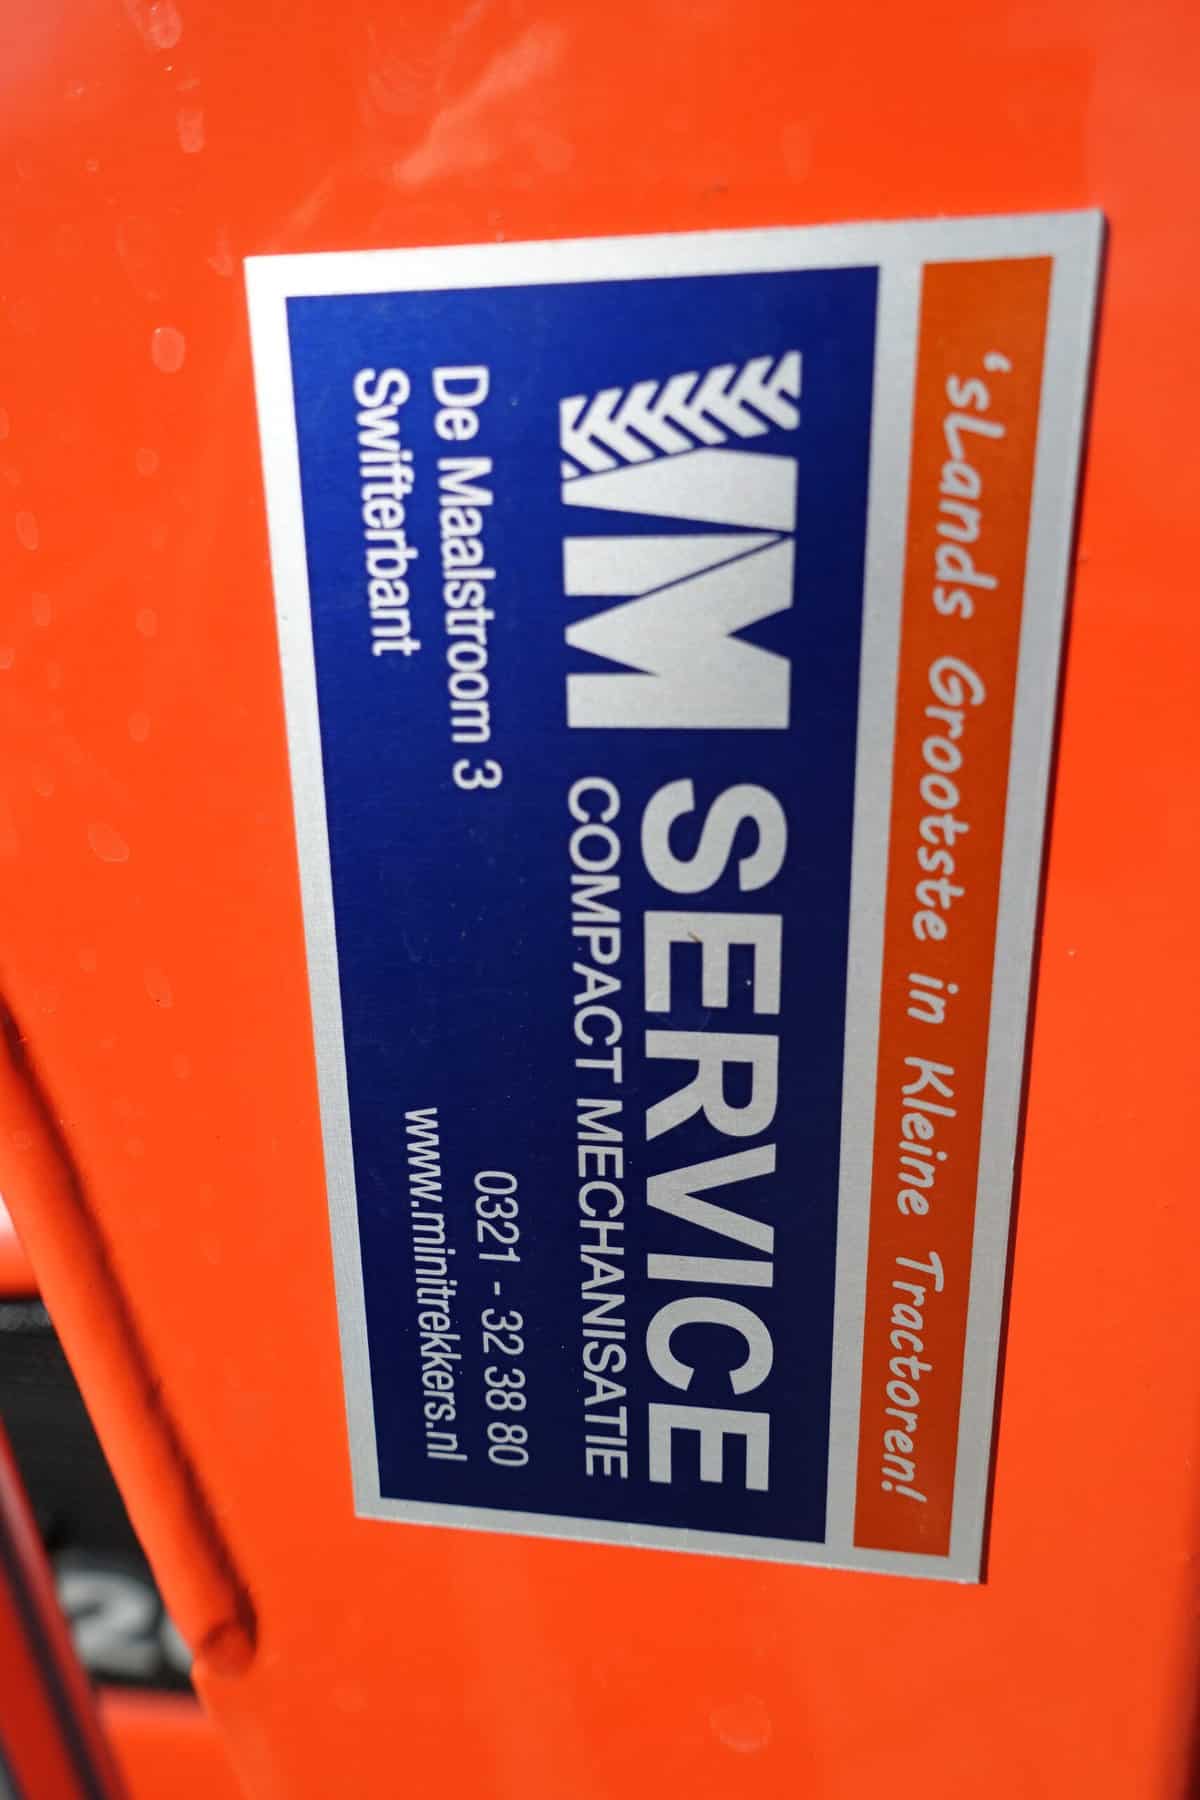 'sLands Grootste in Kleine Tractoren!
VM SERVICE
COMPACT MECHANISATIE
De Maalstroom 3
Swifterbant
0321 - 32 38 80
www.minitrekkers.nl